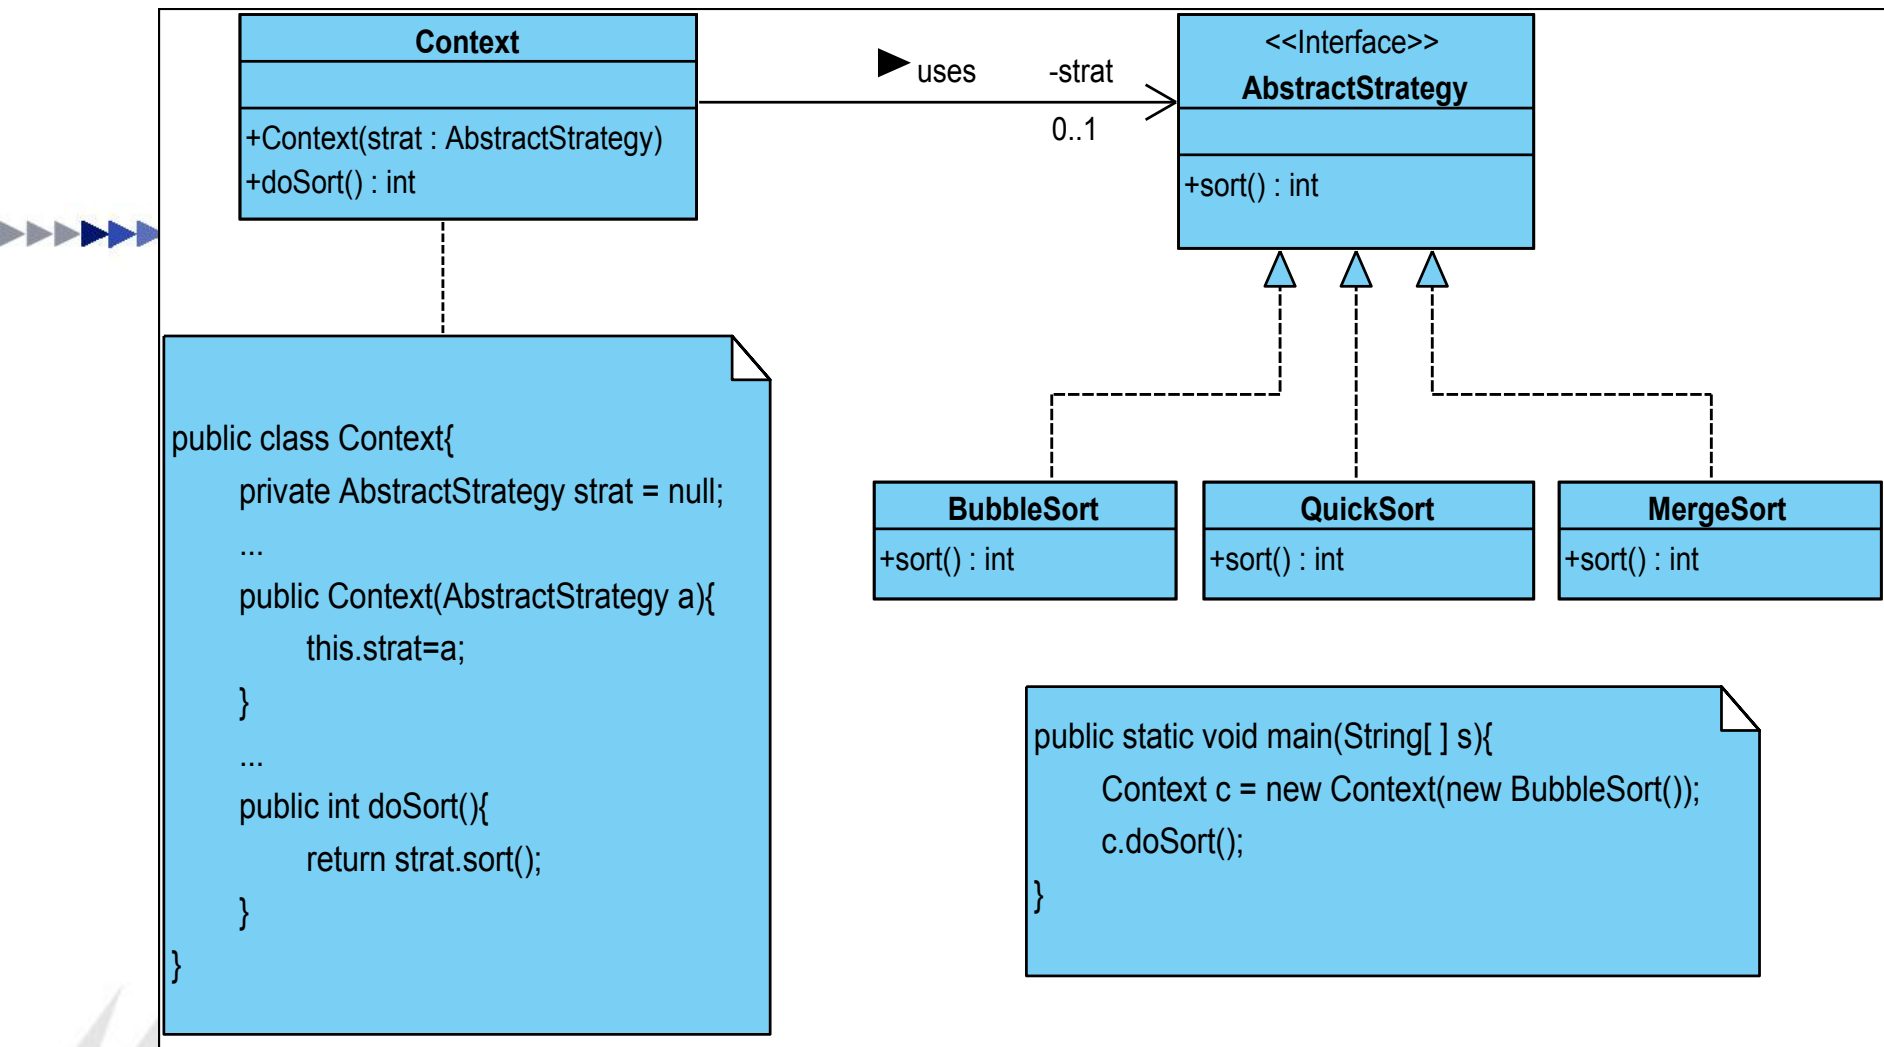 Context
+Context(strat : AbstractStrategy)
+doSort() : int
uses
-strat
0..1
<<Interface>>
AbstractStrategy
+sort() : int
public class Context{
private AbstractStrategy strat = null;
...
public Context(AbstractStrategy a){
this.strat=a;
}
...
public int doSort(){
return strat.sort();
}
}
BubbleSort
+sort() : int
QuickSort
+sort() : int
MergeSort
+sort() : int
public static void main(String[ ] s){
Context c = new Context(new BubbleSort());
c.doSort();
}